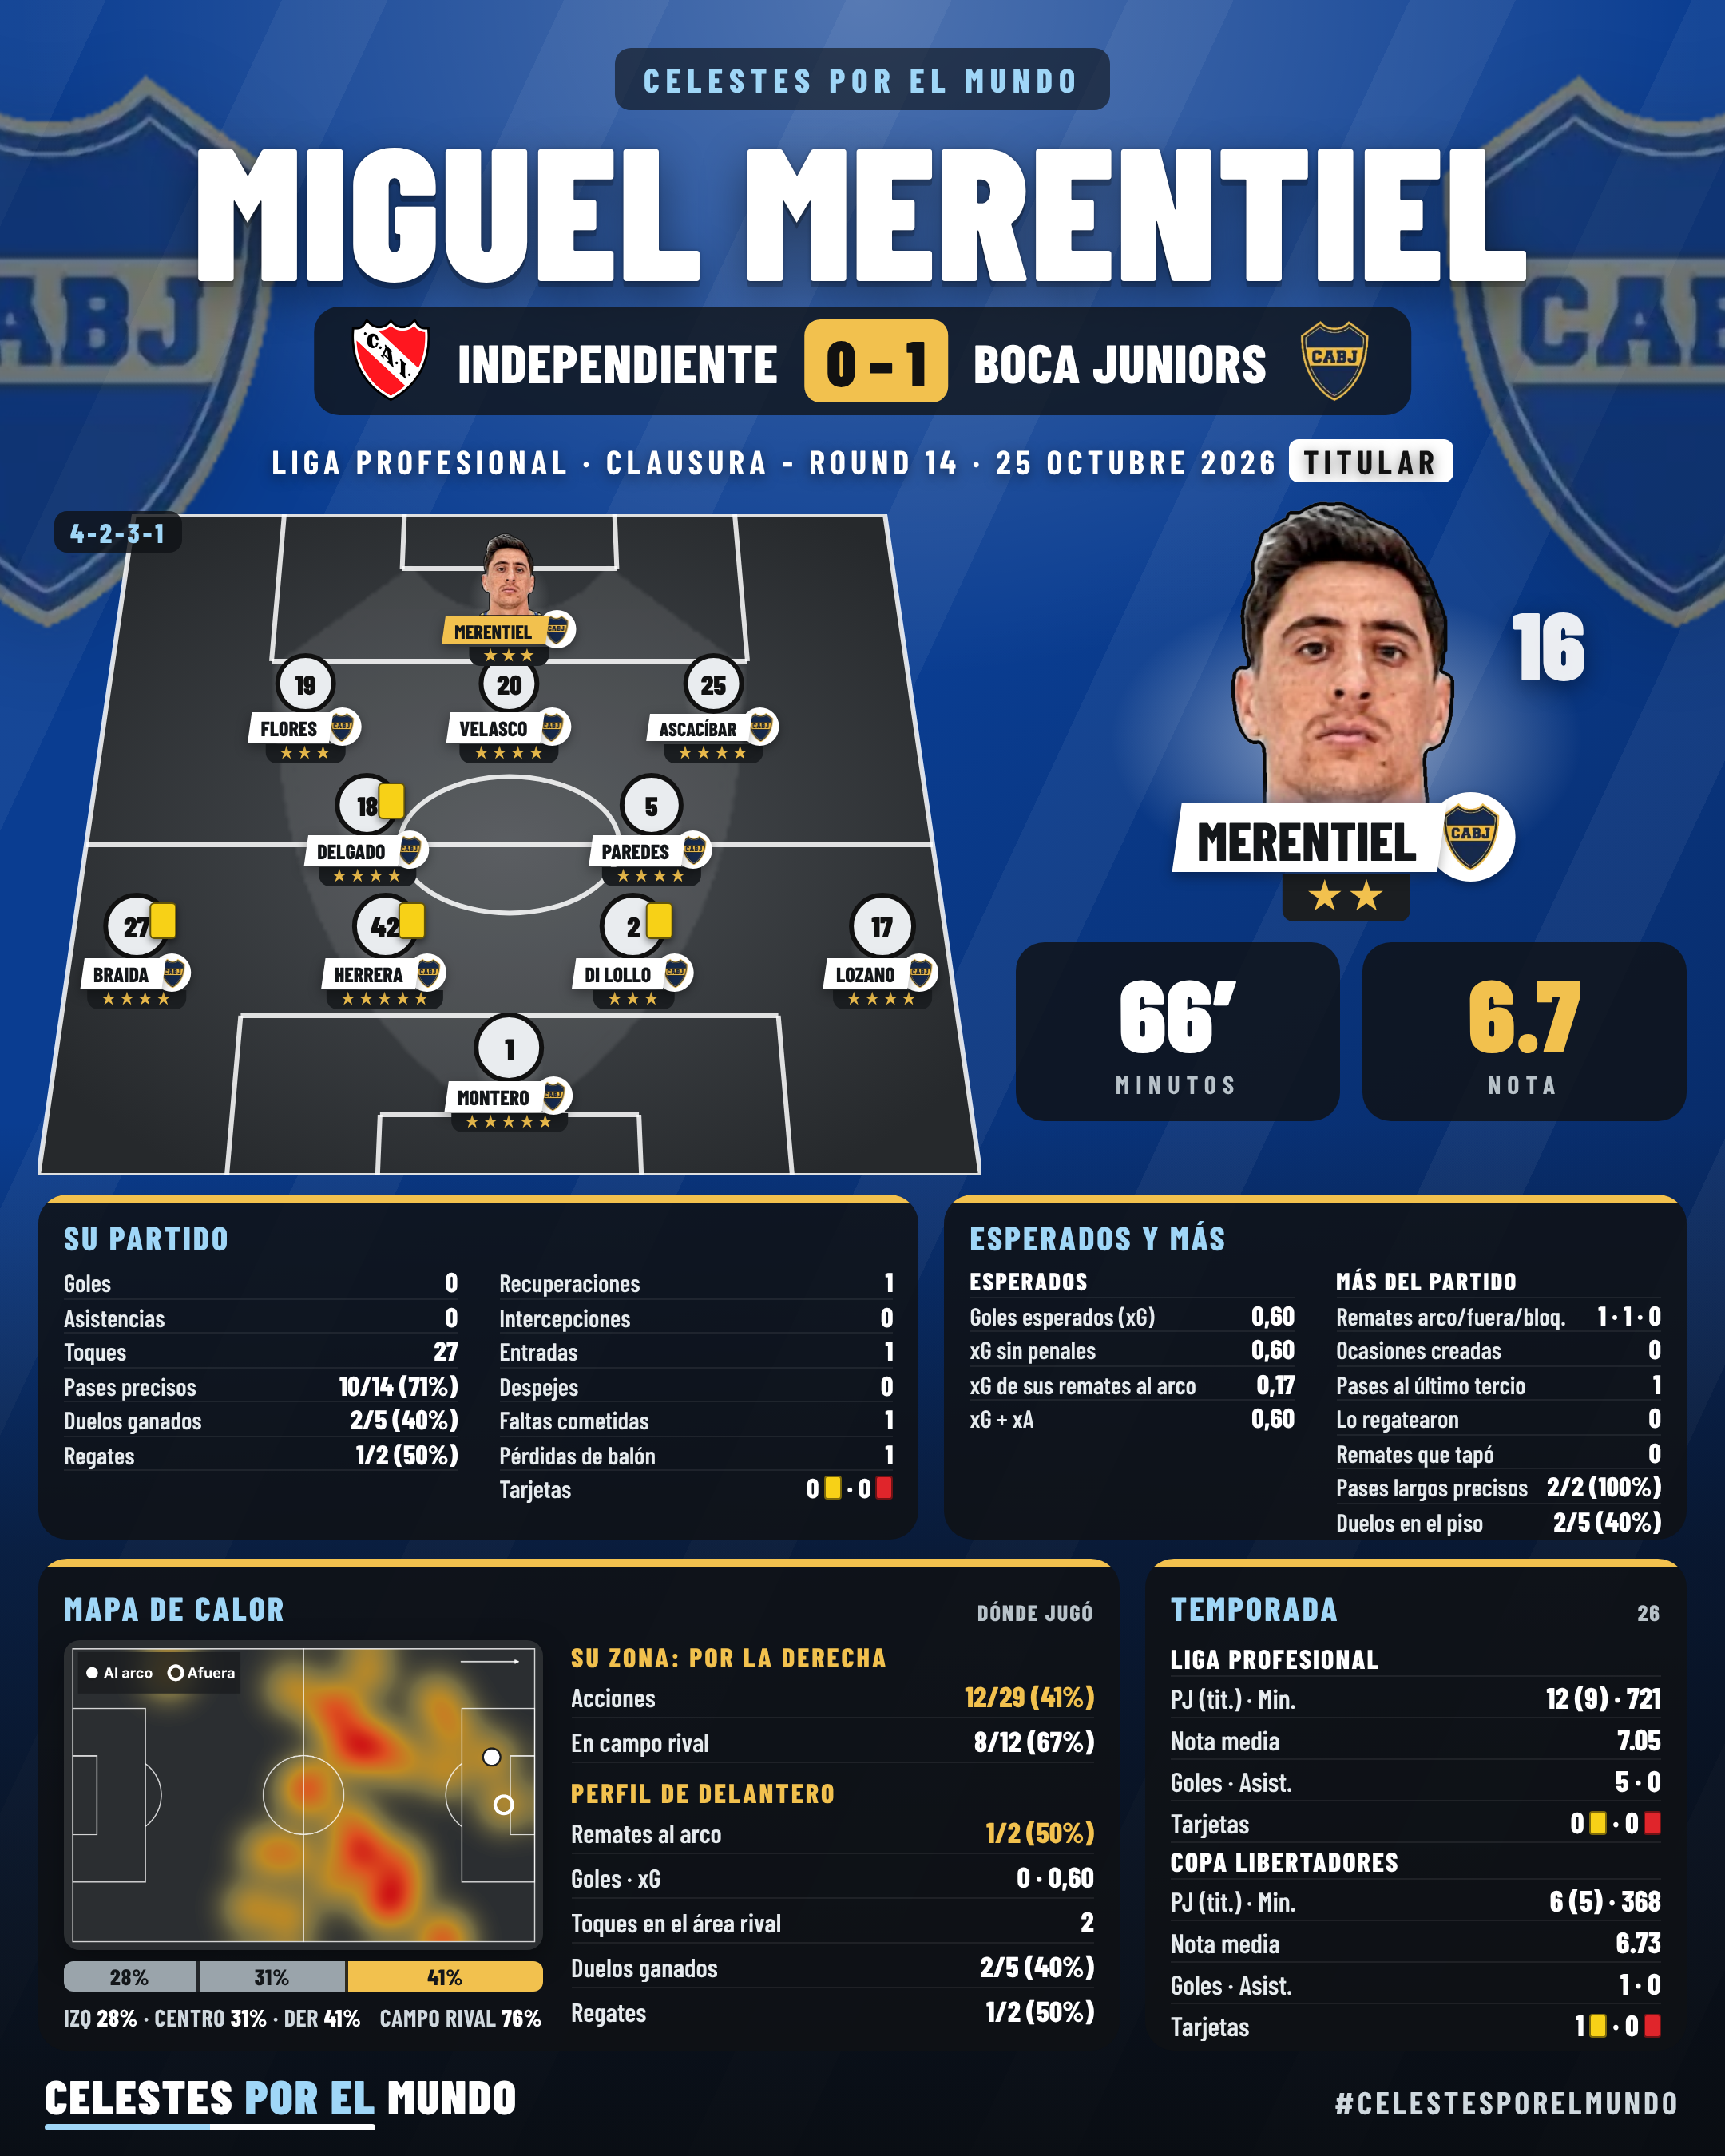 CELESTES POR EL MUNDO
MIGUEL MERENTIEL
C.A.I. INDEPENDIENTE 0 - 1 BOCA JUNIORS CABJ
LIGA PROFESIONAL · CLAUSURA - ROUND 14 · 25 OCTUBRE 2026 TITULAR
4-2-3-1
MERENTIEL
19 20 25
FLORES VELASCO ASCACÍBAR
18 5
DELGADO PAREDES
27 42 2 17
BRAIDA HERRERA DI LOLLO LOZANO
1
MONTERO
16
MERENTIEL CABJ
66’ 6.7
MINUTOS NOTA
SU PARTIDO
Goles 0
Asistencias 0
Toques 27
Pases precisos 10/14 (71%)
Duelos ganados 2/5 (40%)
Regates 1/2 (50%)
Recuperaciones 1
Intercepciones 0
Entradas 1
Despejes 0
Faltas cometidas 1
Pérdidas de balón 1
Tarjetas 0 · 0
ESPERADOS Y MÁS
ESPERADOS
Goles esperados (xG) 0,60
xG sin penales 0,60
xG de sus remates al arco 0,17
xG + xA 0,60
MÁS DEL PARTIDO
Remates arco/fuera/bloq. 1 · 1 · 0
Ocasiones creadas 0
Pases al último tercio 1
Lo regatearon 0
Remates que tapó 0
Pases largos precisos 2/2 (100%)
Duelos en el piso 2/5 (40%)
MAPA DE CALOR DÓNDE JUGÓ
Al arco Afuera
28% 31% 41%
IZQ 28% · CENTRO 31% · DER 41% CAMPO RIVAL 76%
SU ZONA: POR LA DERECHA
Acciones 12/29 (41%)
En campo rival 8/12 (67%)
PERFIL DE DELANTERO
Remates al arco 1/2 (50%)
Goles · xG 0 · 0,60
Toques en el área rival 2
Duelos ganados 2/5 (40%)
Regates 1/2 (50%)
TEMPORADA 26
LIGA PROFESIONAL
PJ (tit.) · Min. 12 (9) · 721
Nota media 7.05
Goles · Asist. 5 · 0
Tarjetas 0 · 0
COPA LIBERTADORES
PJ (tit.) · Min. 6 (5) · 368
Nota media 6.73
Goles · Asist. 1 · 0
Tarjetas 1 · 0
CELESTES POR EL MUNDO
#CELESTESPORELMUNDO